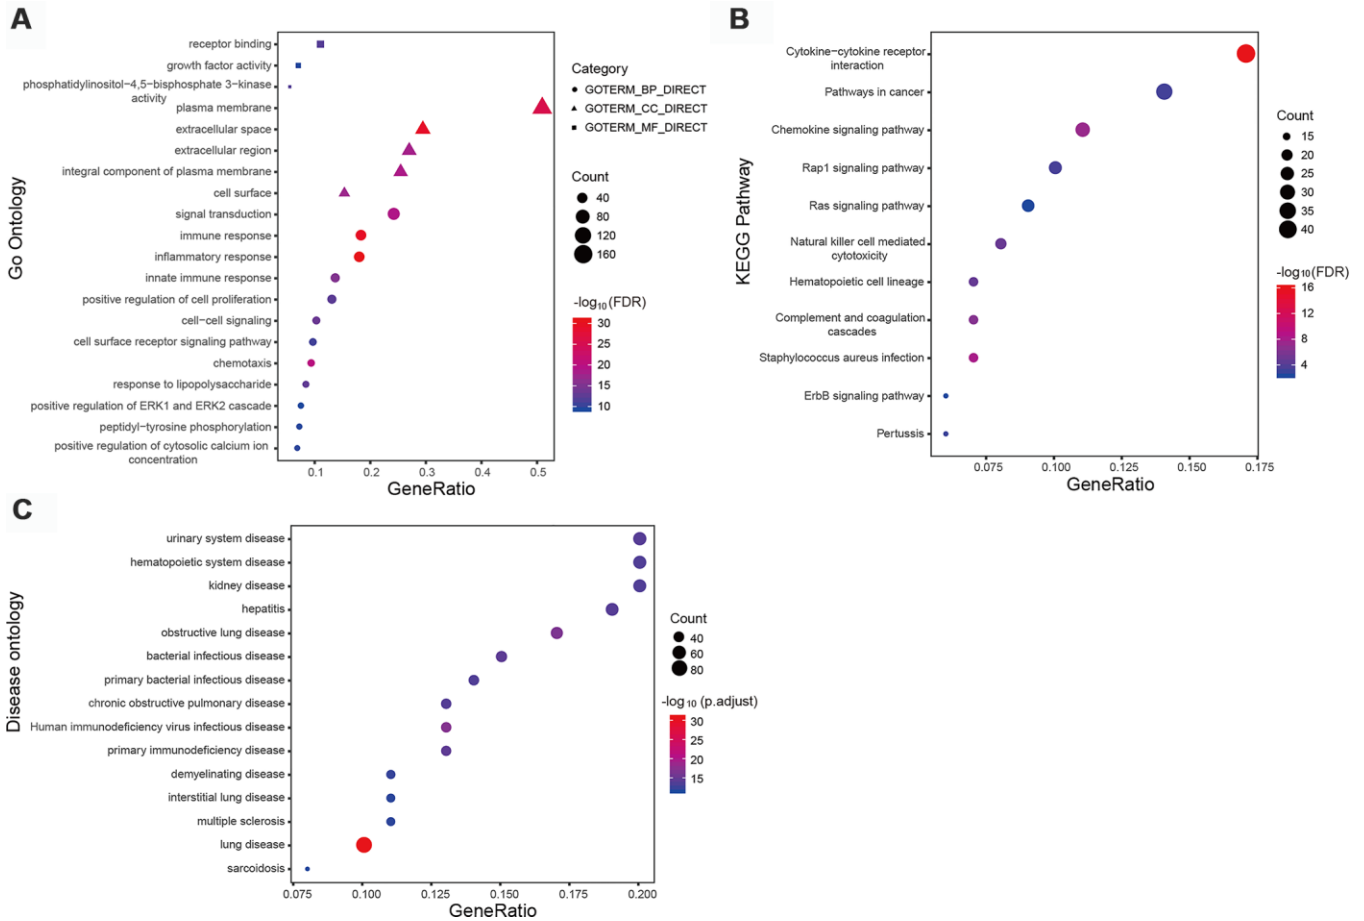 A
receptor binding
growth factor activity
phosphatidylinositol−4,5−bisphosphate 3−kinase
activity
plasma membrane
extracellular space
extracellular region
integral component of plasma membrane
cell surface
signal transduction
immune response
inflammatory response
innate immune response
positive regulation of cell proliferation
cell−cell signaling
cell surface receptor signaling pathway
chemotaxis
response to lipopolysaccharide
positive regulation of ERK1 and ERK2 cascade
peptidyl−tyrosine phosphorylation
positive regulation of cytosolic calcium ion
concentration
Go Ontology
0.1 0.2 0.3 0.4 0.5
GeneRatio
Category
GOTERM_BP_DIRECT
GOTERM_CC_DIRECT
GOTERM_MF_DIRECT
Count
40
80
120
160
-log10(FDR)
30
25
20
15
10
B
Cytokine−cytokine receptor
interaction
Pathways in cancer
Chemokine signaling pathway
Rap1 signaling pathway
Ras signaling pathway
Natural killer cell mediated
cytotoxicity
Hematopoietic cell lineage
Complement and coagulation
cascades
Staphylococcus aureus infection
ErbB signaling pathway
Pertussis
KEGG Pathway
0.075 0.100 0.125 0.150 0.175
GeneRatio
Count
15
20
25
30
35
40
-log10(FDR)
16
12
8
4
C
urinary system disease
hematopoietic system disease
kidney disease
hepatitis
obstructive lung disease
bacterial infectious disease
primary bacterial infectious disease
chronic obstructive pulmonary disease
Human immunodeficiency virus infectious disease
primary immunodeficiency disease
demyelinating disease
interstitial lung disease
multiple sclerosis
lung disease
sarcoidosis
Disease ontology
0.075 0.100 0.125 0.150 0.175 0.200
GeneRatio
Count
40
60
80
-log10 (p.adjust)
30
25
20
15